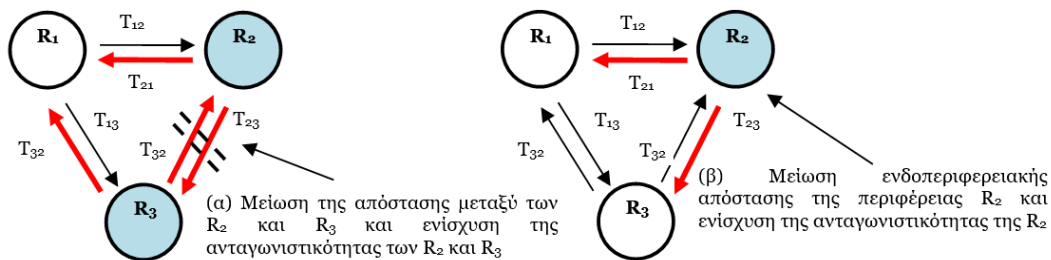 R₁
T₁₂
R₂
T₂₁
T₁₃
T₂₃
T₃₂
T₃₂
R₃
(α) Μείωση της απόστασης μεταξύ των
R₂ και R₃ και ενίσχυση της
ανταγωνιστικότητας των R₂ και R₃
R₁
T₁₂
R₂
T₂₁
T₁₃
T₂₃
T₃₂
T₃₂
R₃
(β) Μείωση ενδοπεριφερειακής
απόστασης της περιφέρειας R₂ και
ενίσχυση της ανταγωνιστικότητας της R₂